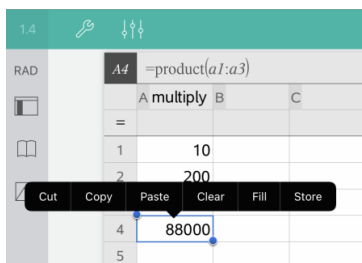 1.4
RAD A4 =product(a1:a3)
A multiply B C
=
1 10
2 200
Cut Copy Paste Clear Fill Store
4 88000
5